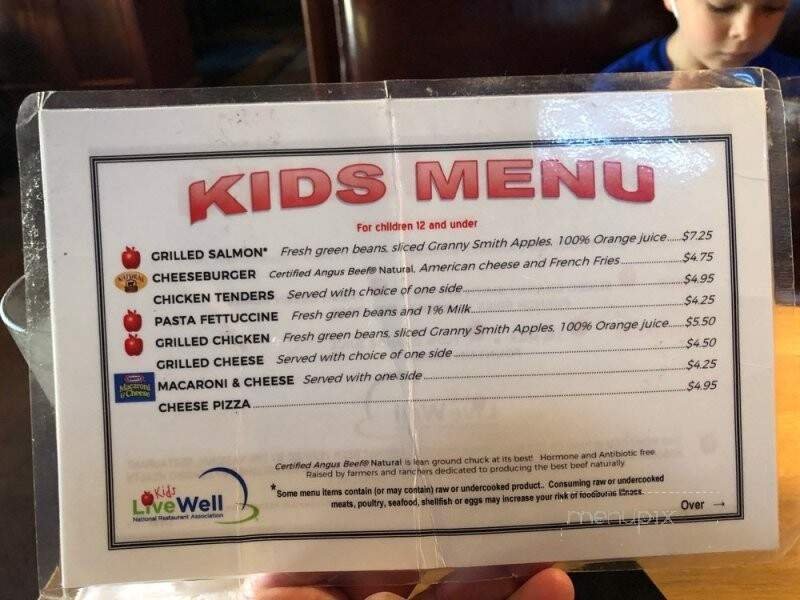 KIDS MENU
For children 12 and under
GRILLED SALMON* Fresh green beans, sliced Granny Smith Apples, 100% Orange juice......$7.25
NATURAL CHEESEBURGER Certified Angus Beef® Natural, American cheese and French Fries......$4.75
CHICKEN TENDERS Served with choice of one side......$4.95
PASTA FETTUCCINE Fresh green beans and 1% Milk......$4.25
GRILLED CHICKEN Fresh green beans, sliced Granny Smith Apples, 100% Orange juice......$5.50
GRILLED CHEESE Served with choice of one side......$4.50
Macaroni & Cheese MACARONI & CHEESE Served with one side......$4.25
CHEESE PIZZA......$4.95
Certified Angus Beef® Natural is lean ground chuck at its best! Hormone and Antibiotic free.
Raised by farmers and ranchers dedicated to producing the best beef naturally
* Some menu items contain (or may contain) raw or undercooked product.. Consuming raw or undercooked
meats, poultry, seafood, shellfish or eggs may increase your risk of foodborne illness.
Kids
LiveWell
National Restaurant Association
Over →
menupix